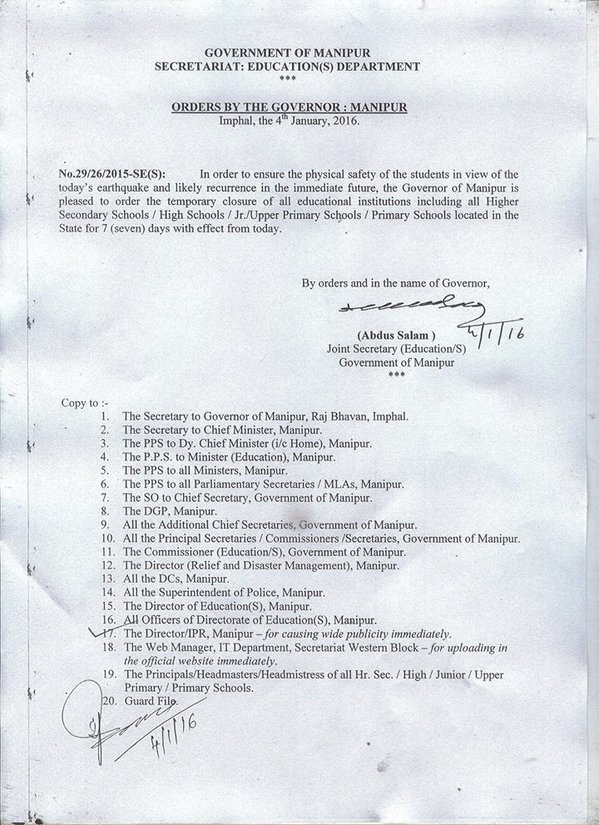 GOVERNMENT OF MANIPUR
SECRETARIAT: EDUCATION(S) DEPARTMENT
***
ORDERS BY THE GOVERNOR : MANIPUR
Imphal, the 4th January, 2016.
No.29/26/2015-SE(S): In order to ensure the physical safety of the students in view of the
today's earthquake and likely recurrence in the immediate future, the Governor of Manipur is
pleased to order the temporary closure of all educational institutions including all Higher
Secondary Schools / High Schools / Jr./Upper Primary Schools / Primary Schools located in the
State for 7 (seven) days with effect from today.
By orders and in the name of Governor,
4/1/16
(Abdus Salam )
Joint Secretary (Education/S)
Government of Manipur
***
Copy to :-
1. The Secretary to Governor of Manipur, Raj Bhavan, Imphal.
2. The Secretary to Chief Minister, Manipur.
3. The PPS to Dy. Chief Minister (i/c Home), Manipur.
4. The P.P.S. to Minister (Education), Manipur.
5. The PPS to all Ministers, Manipur.
6. The PPS to all Parliamentary Secretaries / MLAs, Manipur.
7. The SO to Chief Secretary, Government of Manipur.
8. The DGP, Manipur.
9. All the Additional Chief Secretaries, Government of Manipur.
10. All the Principal Secretaries / Commissioners /Secretaries, Government of Manipur.
11. The Commissioner (Education/S), Government of Manipur.
12. The Director (Relief and Disaster Management), Manipur.
13. All the DCs, Manipur.
14. All the Superintendent of Police, Manipur.
15. The Director of Education(S), Manipur.
16. All Officers of Directorate of Education(S), Manipur.
17. The Director/IPR, Manipur – for causing wide publicity immediately.
18. The Web Manager, IT Department, Secretariat Western Block – for uploading in
the official website immediately.
19. The Principals/Headmasters/Headmistress of all Hr. Sec. / High / Junior / Upper
Primary / Primary Schools.
20. Guard File.
4/1/16